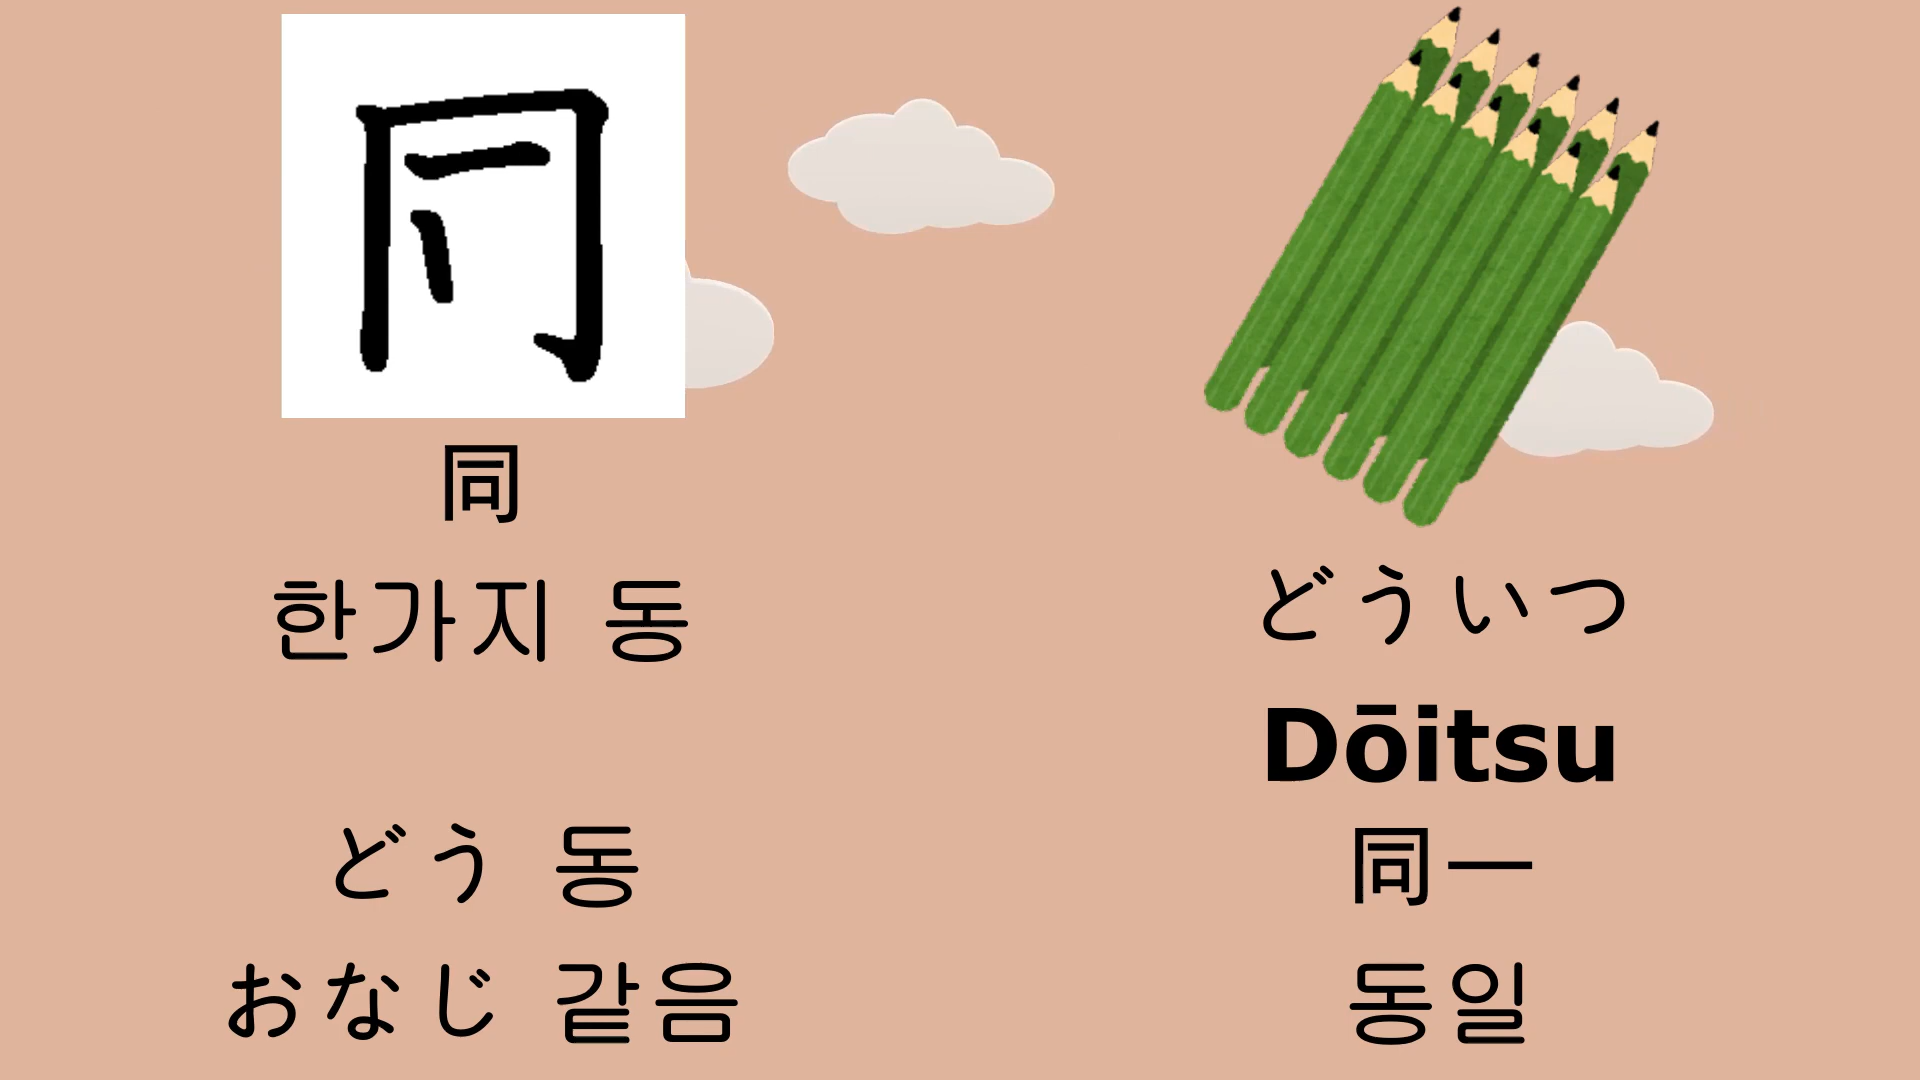 同
한가지 동
どう 동
おなじ 같음
どういつ
Dōitsu
同一
동일